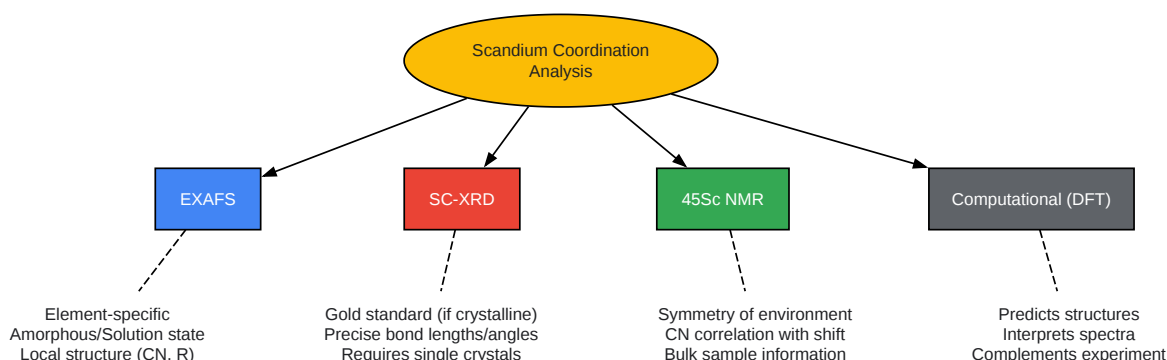 Scandium Coordination
Analysis
EXAFS
SC-XRD
45Sc NMR
Computational (DFT)
Element-specific
Amorphous/Solution state
Local structure (CN, R)
Gold standard (if crystalline)
Precise bond lengths/angles
Requires single crystals
Symmetry of environment
CN correlation with shift
Bulk sample information
Predicts structures
Interprets spectra
Complements experiment